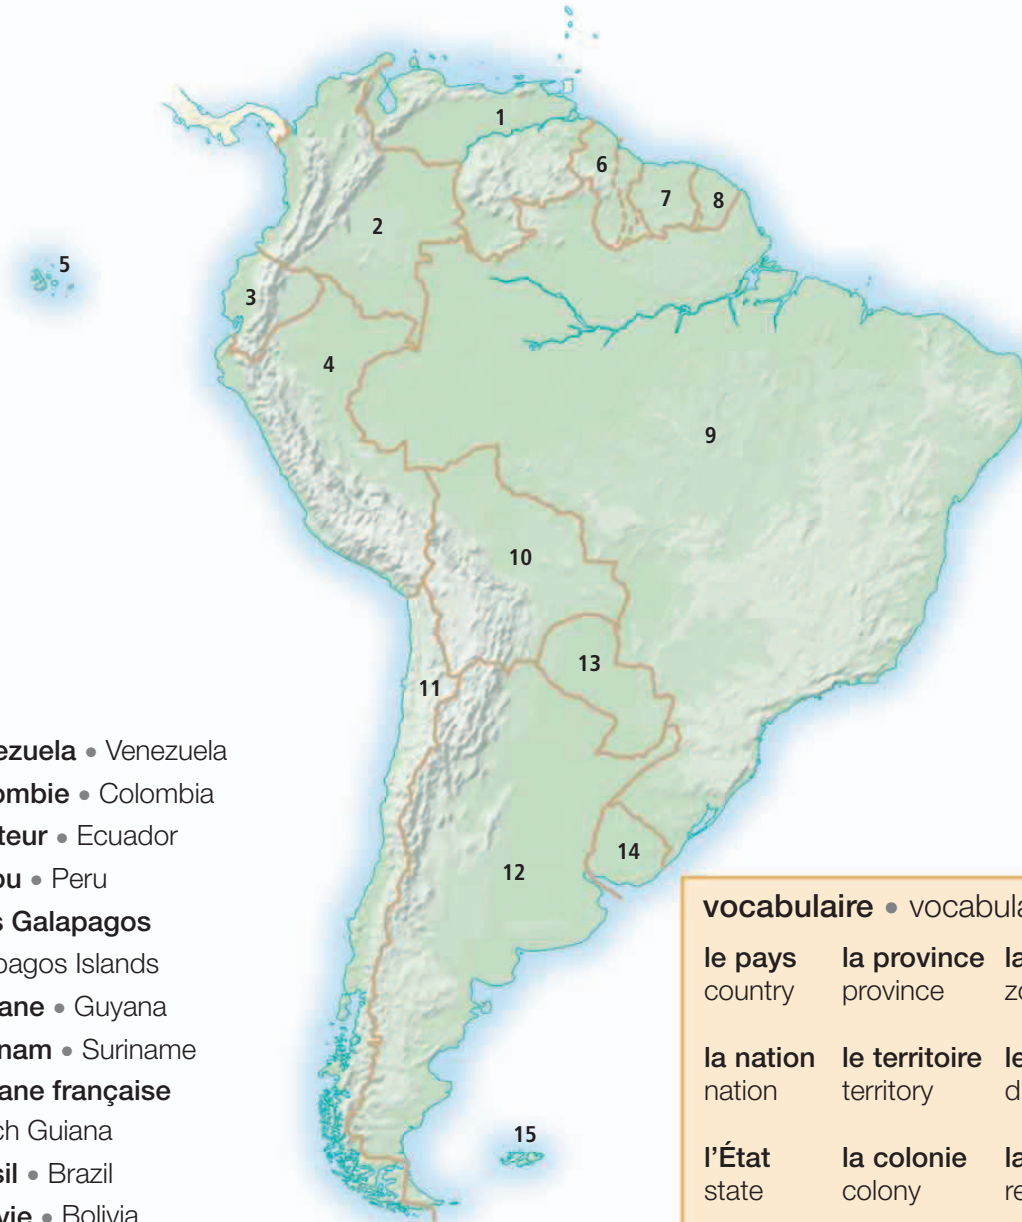 1
6
7
8
2
5
3
4
9
10
13
11
14
12
15
ezuela • Venezuela
ombie • Colombia
teur • Ecuador
ou • Peru
s Galapagos
pagos Islands
ane • Guyana
nam • Suriname
ane française
ch Guiana
sil • Brazil
vie • Bolivia
vocabulaire • vocabula
le pays la province la
country province zo
la nation le territoire le
nation territory d
l'État la colonie la
state colony re